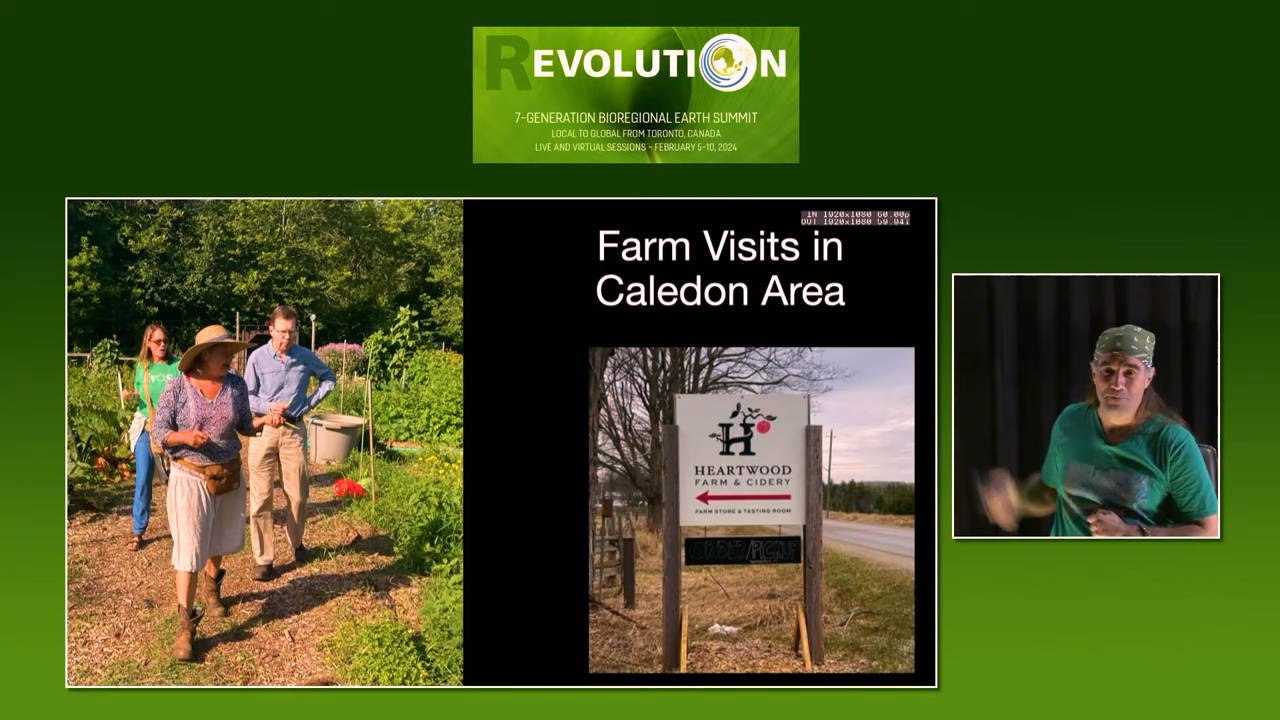 REVOLUTION
7-GENERATION BIOREGIONAL EARTH SUMMIT
LOCAL TO GLOBAL FROM TORONTO, CANADA
LIVE AND VIRTUAL SESSIONS - FEBRUARY 5-10, 2024
IN 1920x1080 60.00p
OUT 1920x1080 59.94i
Farm Visits in
Caledon Area
H
HEARTWOOD
FARM & CIDERY
FARM STORE & TASTING ROOM
ORDER/PICKUP